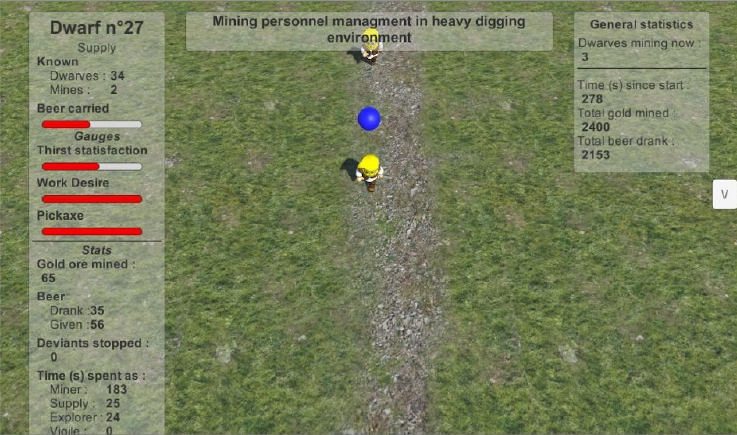 Dwarf n°27
Supply
Known
Dwarves : 34
Mines : 2
Beer carried
Gauges
Thirst statisfaction
Work Desire
Pickaxe
Stats
Gold ore mined :
65
Beer
Drank :35
Given :56
Deviants stopped :
0
Time (s) spent as :
Miner : 183
Supply : 25
Explorer : 24
Vigile : 0
Mining personnel managment in heavy digging
environment
General statistics
Dwarves mining now :
3
Time (s) since start :
278
Total gold mined :
2400
Total beer drank :
2153
V